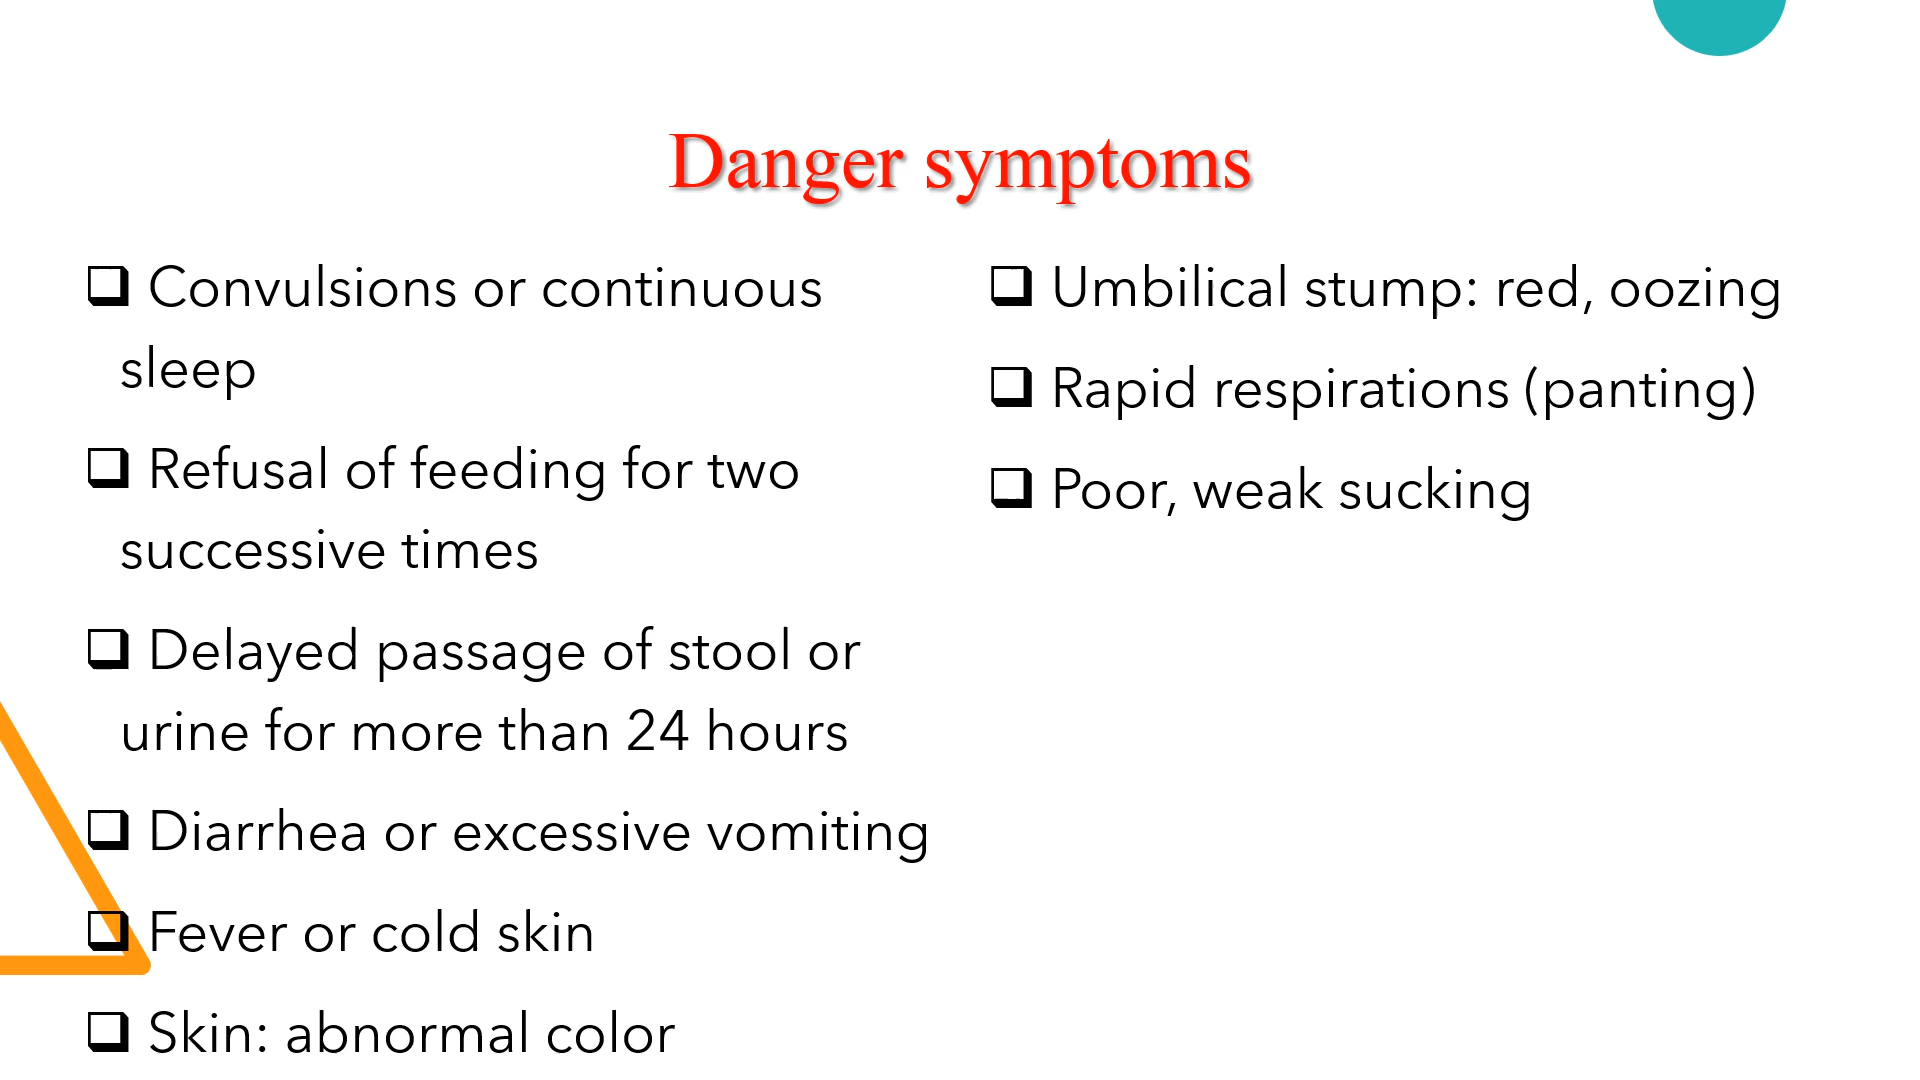 Danger symptoms
❑ Convulsions or continuous
sleep
❑ Refusal of feeding for two
successive times
❑ Delayed passage of stool or
urine for more than 24 hours
❑ Diarrhea or excessive vomiting
❑ Fever or cold skin
❑ Skin: abnormal color
❑ Umbilical stump: red, oozing
❑ Rapid respirations (panting)
❑ Poor, weak sucking